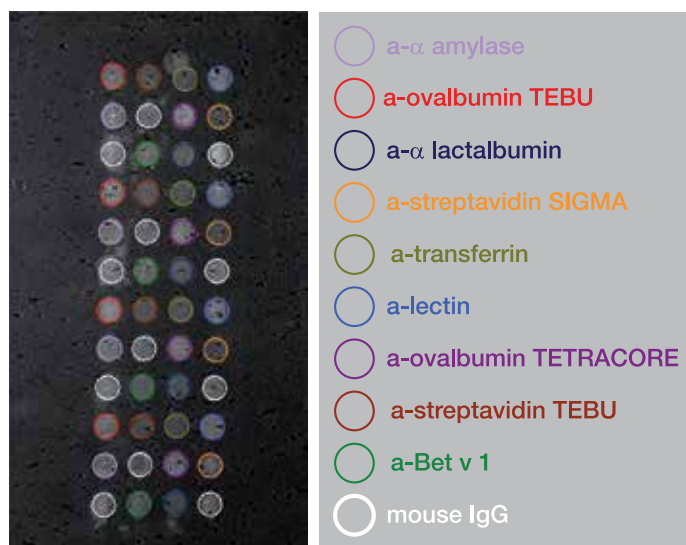 a-α amylase
a-ovalbumin TEBU
a-α lactalbumin
a-streptavidin SIGMA
a-transferrin
a-lectin
a-ovalbumin TETRACORE
a-streptavidin TEBU
a-Bet v 1
mouse IgG